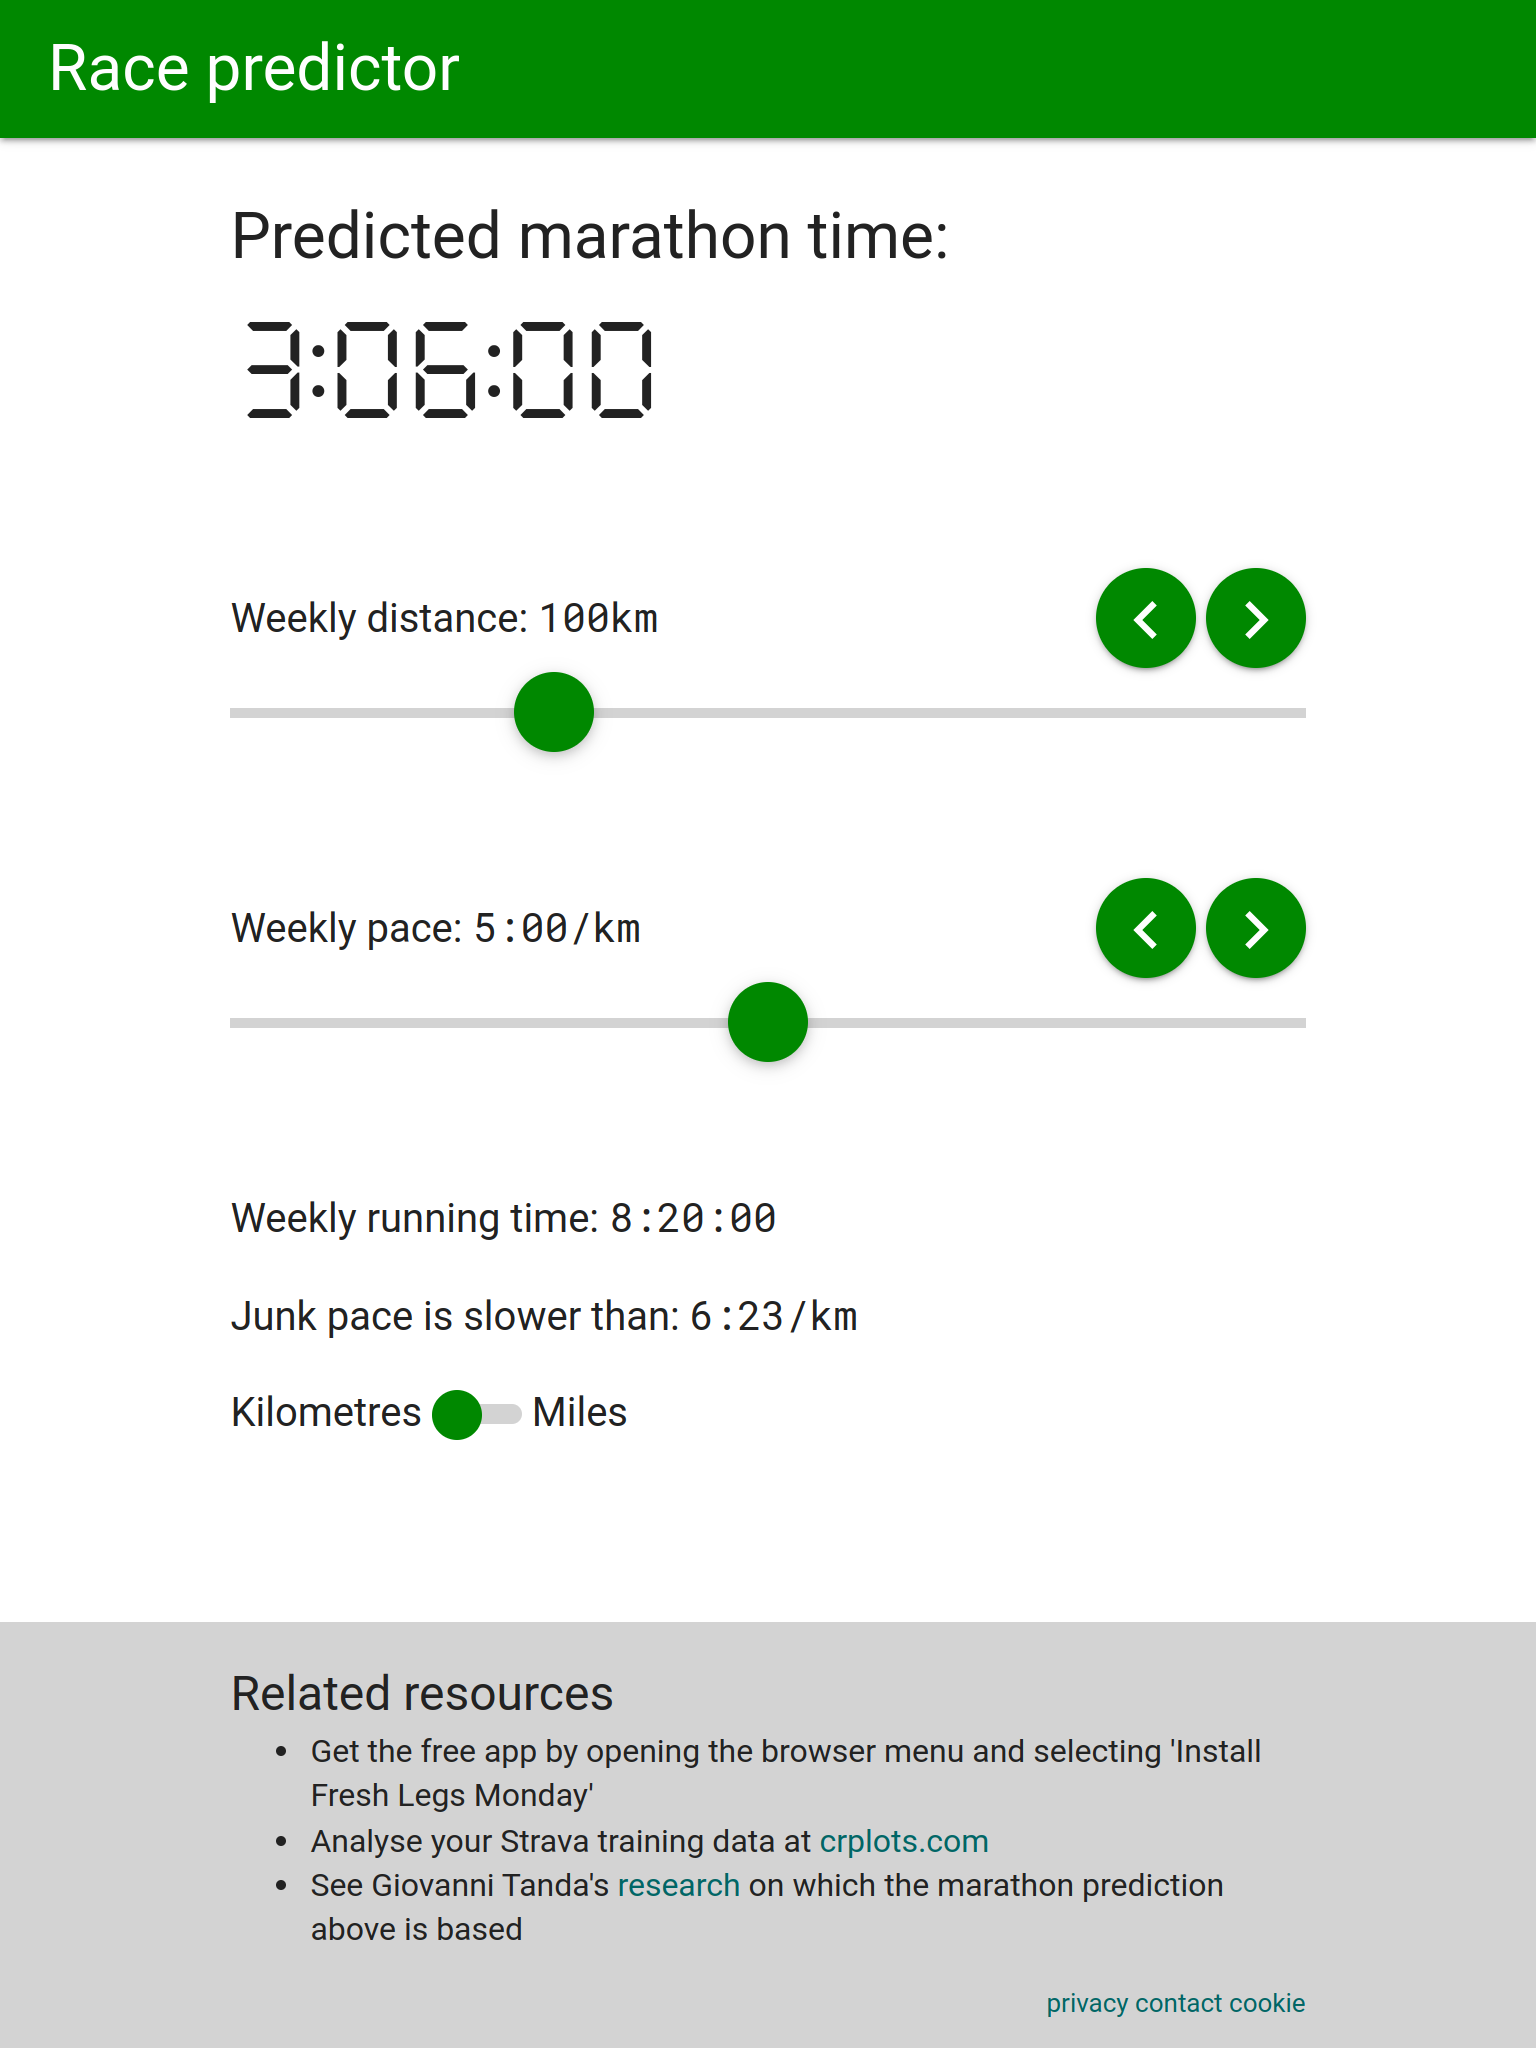 Race predictor
Predicted marathon time:
3:06:00
Weekly distance: 100km
Weekly pace: 5:00/km
Weekly running time: 8:20:00
Junk pace is slower than: 6:23/km
Kilometres Miles
Related resources
• Get the free app by opening the browser menu and selecting 'Install
Fresh Legs Monday'
• Analyse your Strava training data at crplots.com
• See Giovanni Tanda's research on which the marathon prediction
above is based
privacy contact cookie